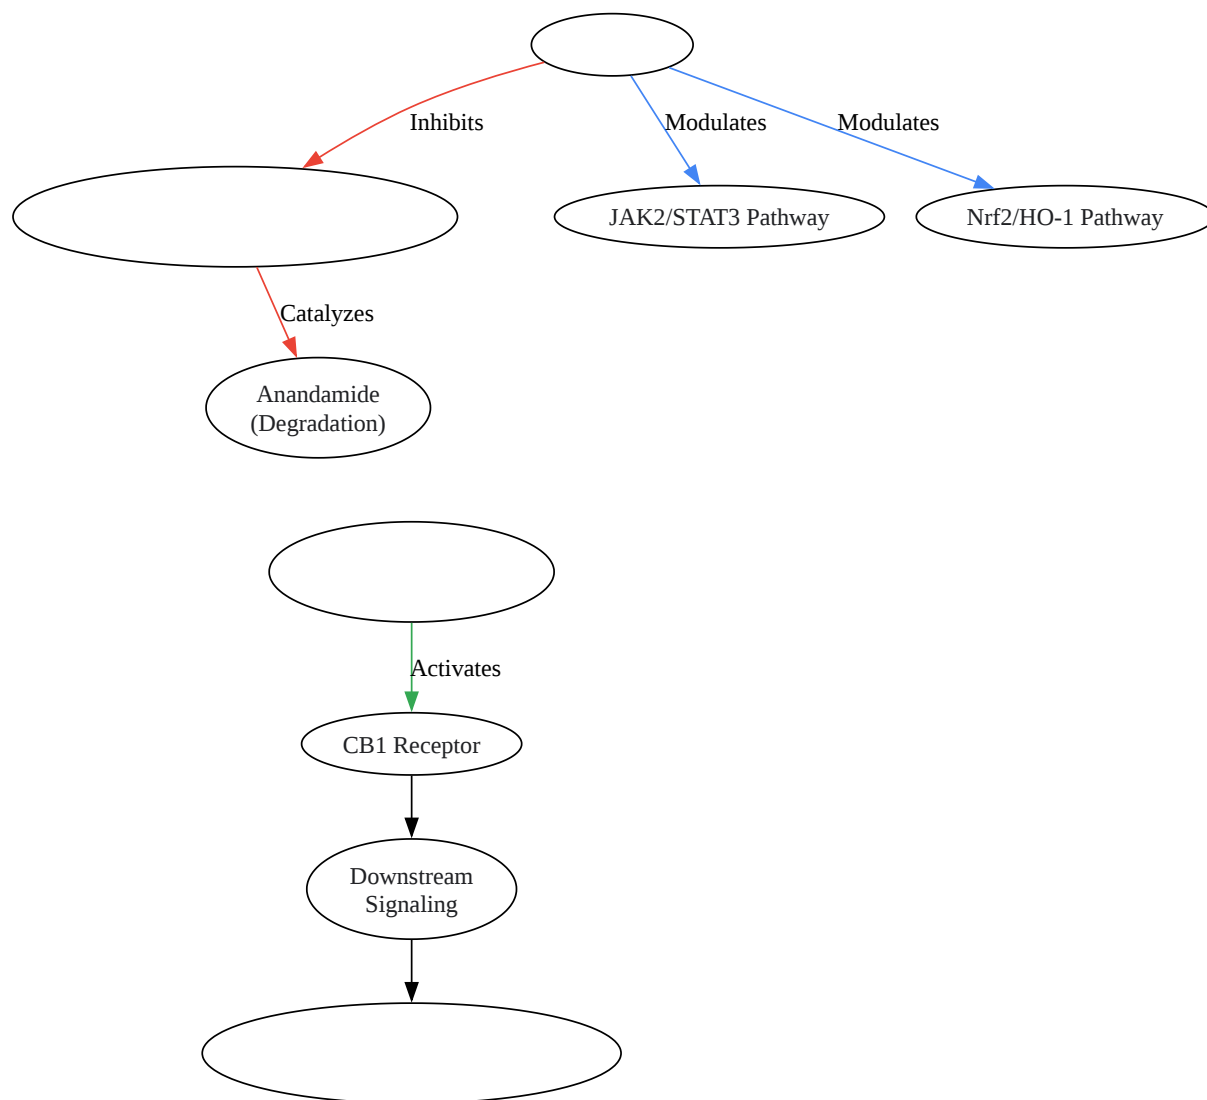 Inhibits
Modulates
Modulates
JAK2/STAT3 Pathway
Nrf2/HO-1 Pathway
Catalyzes
Anandamide
(Degradation)
Activates
CB1 Receptor
Downstream
Signaling